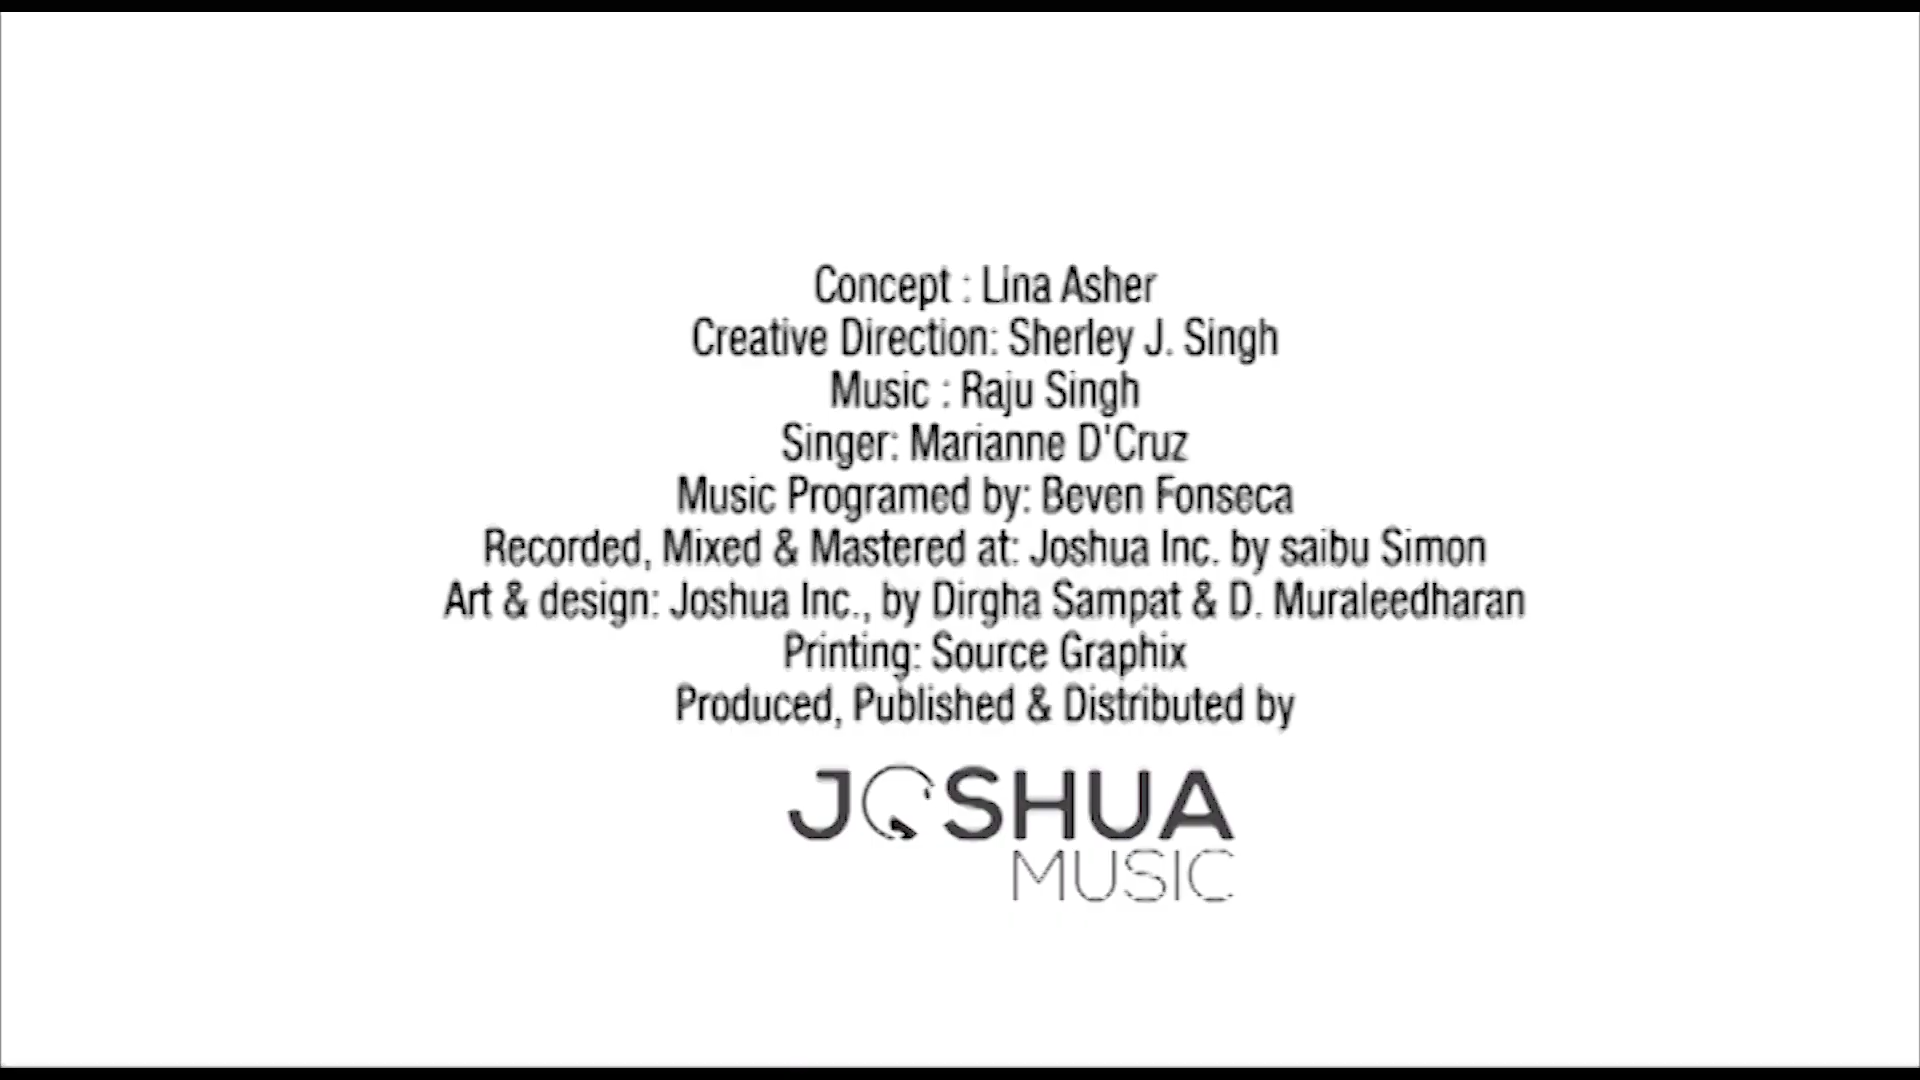 Concept : Lina Asher
Creative Direction: Sherley J. Singh
Music : Raju Singh
Singer: Marianne D'Cruz
Music Programed by: Beven Fonseca
Recorded, Mixed & Mastered at: Joshua Inc. by saibu Simon
Art & design: Joshua Inc., by Dirgha Sampat & D. Muraleedharan
Printing: Source Graphix
Produced, Published & Distributed by
JOSHUA
MUSIC